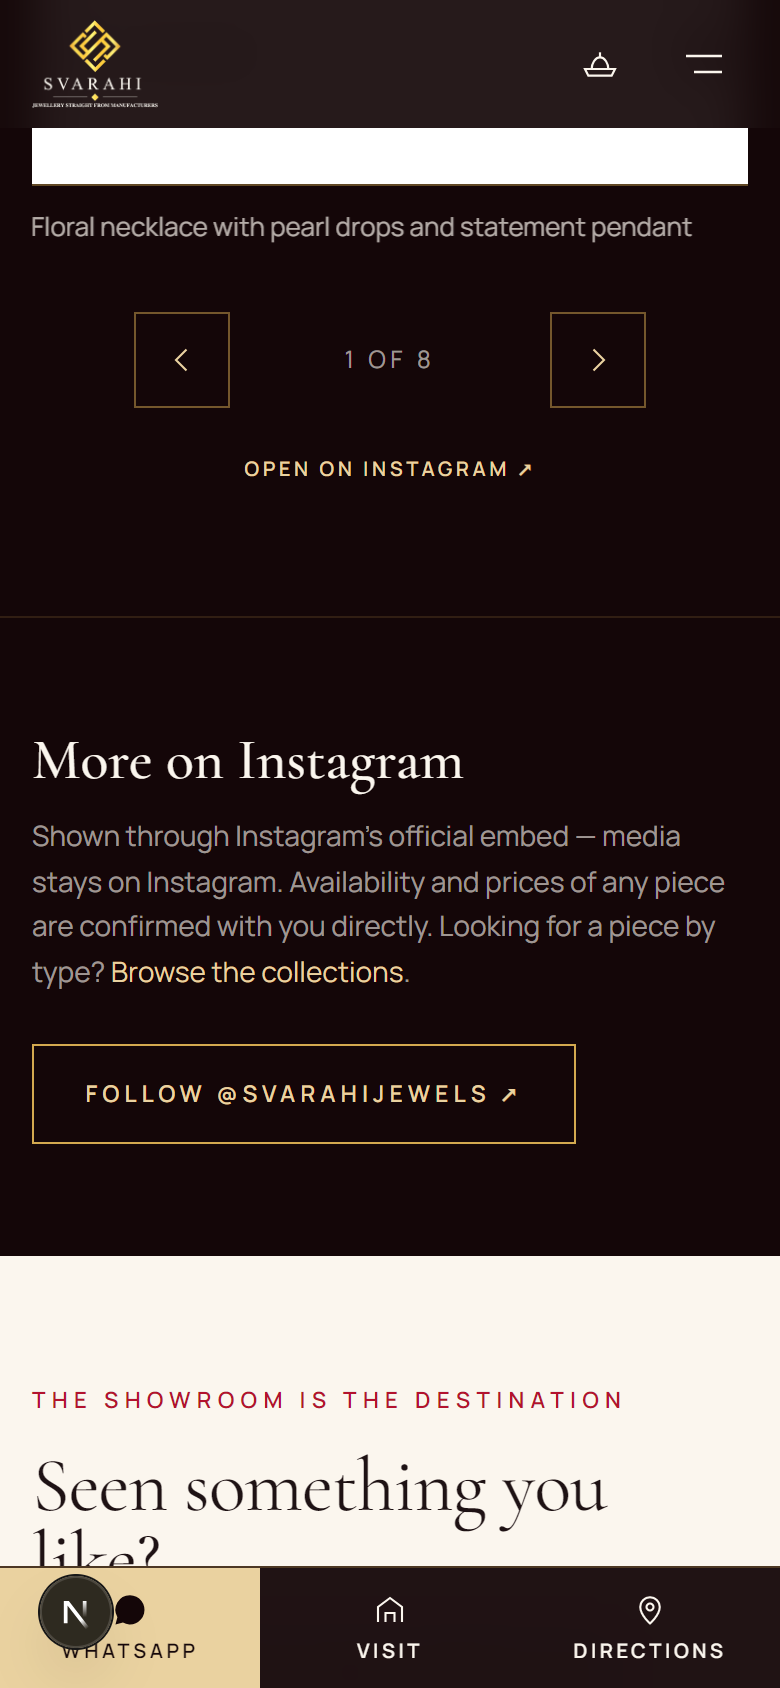 SVARAHI
JEWELLERY STRAIGHT FROM MANUFACTURERS
Floral necklace with pearl drops and statement pendant
1 OF 8
OPEN ON INSTAGRAM ↗
More on Instagram
Shown through Instagram's official embed — media
stays on Instagram. Availability and prices of any piece
are confirmed with you directly. Looking for a piece by
type? Browse the collections.
FOLLOW @SVARAHIJEWELS ↗
THE SHOWROOM IS THE DESTINATION
Seen something you
like?
N
WHATSAPP
VISIT
DIRECTIONS